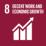 8 DECENT WORK AND
ECONOMIC GROWTH